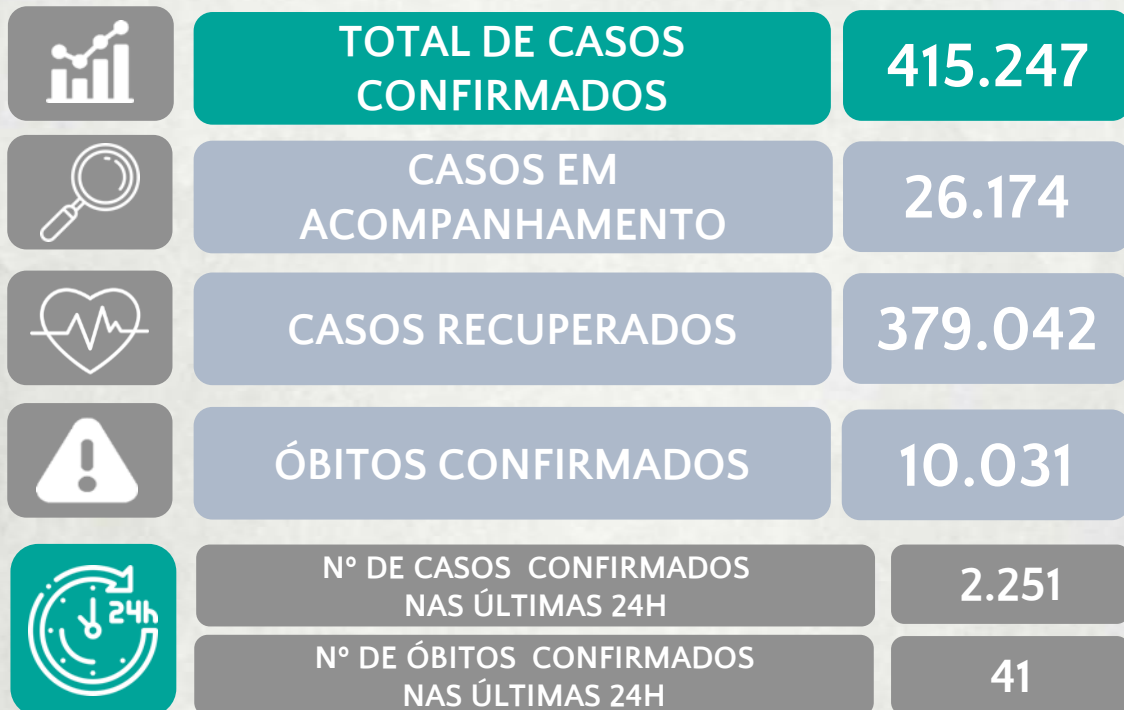 TOTAL DE CASOS
CONFIRMADOS
415.247
CASOS EM
ACOMPANHAMENTO
26.174
CASOS RECUPERADOS
379.042
ÓBITOS CONFIRMADOS
10.031
24h
Nº DE CASOS CONFIRMADOS
NAS ÚLTIMAS 24H
2.251
Nº DE ÓBITOS CONFIRMADOS
NAS ÚLTIMAS 24H
41